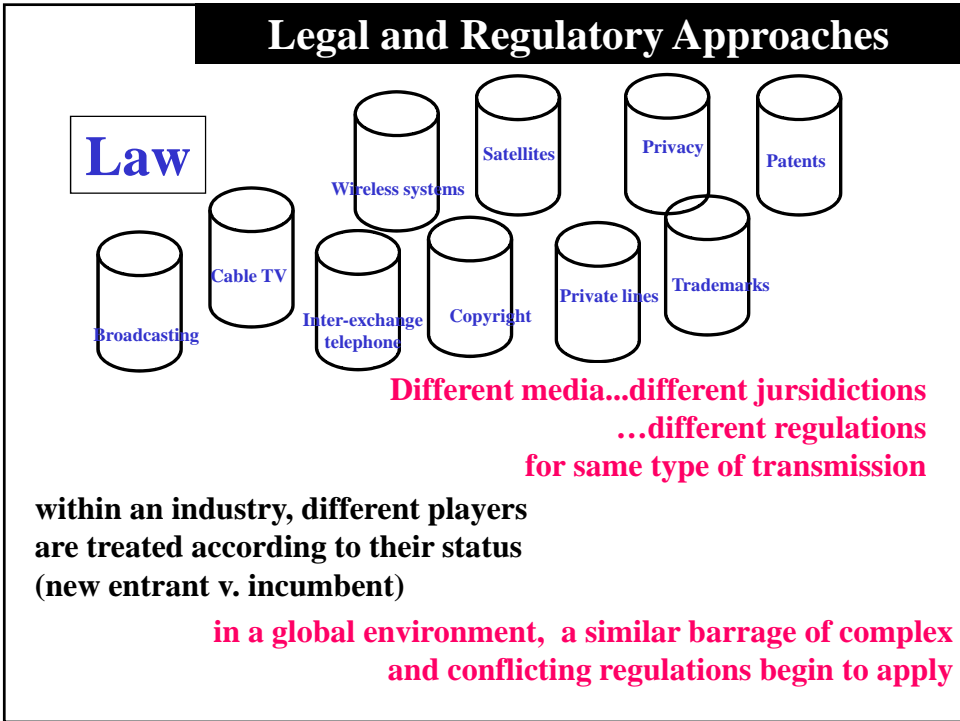 Legal and Regulatory Approaches
Law
Wireless systems
Satellites
Privacy
Patents
Broadcasting
Cable TV
Inter-exchange
telephone
Copyright
Private lines
Trademarks
Different media...different jursidictions
…different regulations
for same type of transmission
within an industry, different players
are treated according to their status
(new entrant v. incumbent)
in a global environment, a similar barrage of complex
and conflicting regulations begin to apply